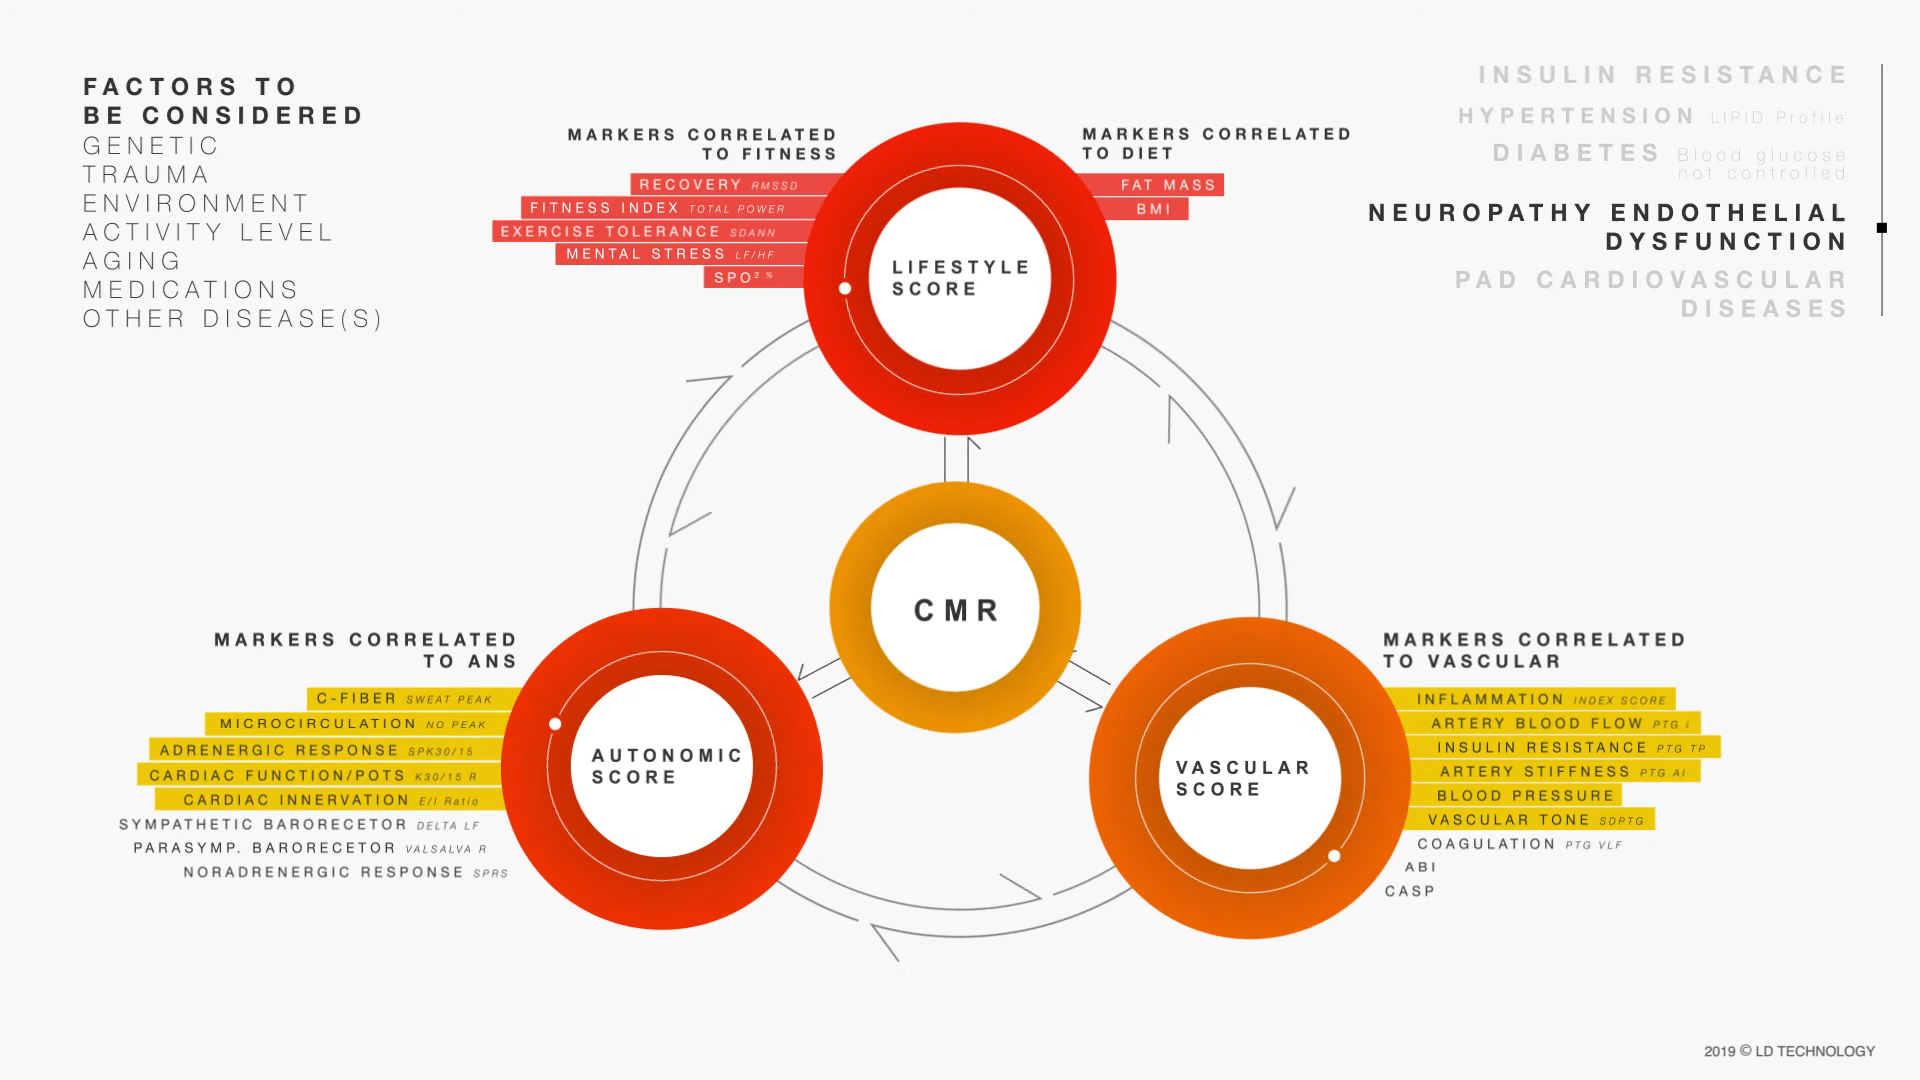 FACTORS TO
BE CONSIDERED
GENETIC
TRAUMA
ENVIRONMENT
ACTIVITY LEVEL
AGING
MEDICATIONS
OTHER DISEASE(S)
MARKERS CORRELATED
TO FITNESS
RECOVERY RMSSD
FITNESS INDEX TOTAL POWER
EXERCISE TOLERANCE SDANN
MENTAL STRESS LF/HF
SPO² %
LIFESTYLE
SCORE
MARKERS CORRELATED
TO DIET
FAT MASS
BMI
INSULIN RESISTANCE
HYPERTENSION LIPID Profile
DIABETES Blood glucose
not controlled
NEUROPATHY ENDOTHELIAL
DYSFUNCTION
PAD CARDIOVASCULAR
DISEASES
CMR
MARKERS CORRELATED
TO ANS
C-FIBER SWEAT PEAK
MICROCIRCULATION NO PEAK
ADRENERGIC RESPONSE SPK30/15
CARDIAC FUNCTION/POTS K30/15 R
CARDIAC INNERVATION E/I Ratio
SYMPATHETIC BARORECETOR DELTA LF
PARASYMP. BARORECETOR VALSALVA R
NORADRENERGIC RESPONSE SPRS
AUTONOMIC
SCORE
VASCULAR
SCORE
MARKERS CORRELATED
TO VASCULAR
INFLAMMATION INDEX SCORE
ARTERY BLOOD FLOW PTG I
INSULIN RESISTANCE PTG TP
ARTERY STIFFNESS PTG AI
BLOOD PRESSURE
VASCULAR TONE SDPTG
COAGULATION PTG VLF
ABI
CASP
2019 © LD TECHNOLOGY